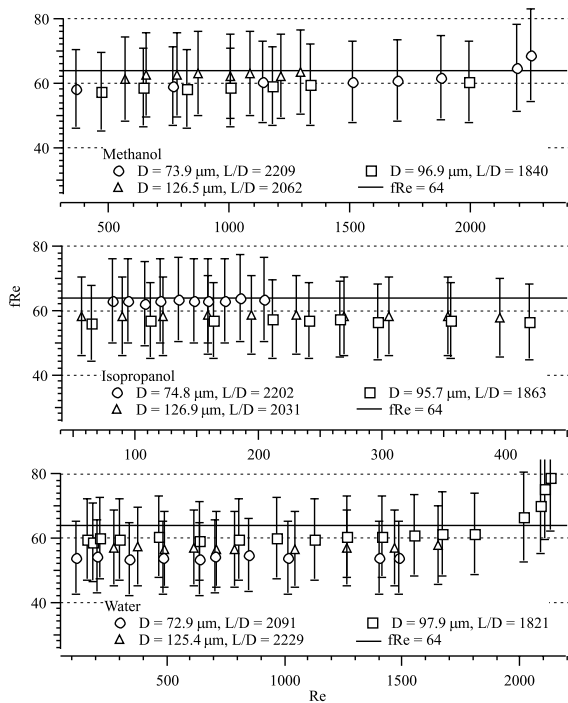 80
60
40
Methanol
D = 73.9 µm, L/D = 2209
D = 96.9 µm, L/D = 1840
D = 126.5 µm, L/D = 2062
fRe = 64
500 1000 1500 2000
80
60
40
fRe
Isopropanol
D = 74.8 µm, L/D = 2202
D = 95.7 µm, L/D = 1863
D = 126.9 µm, L/D = 2031
fRe = 64
100 200 300 400
80
60
40
Water
D = 72.9 µm, L/D = 2091
D = 97.9 µm, L/D = 1821
D = 125.4 µm, L/D = 2229
fRe = 64
500 1000 1500 2000
Re